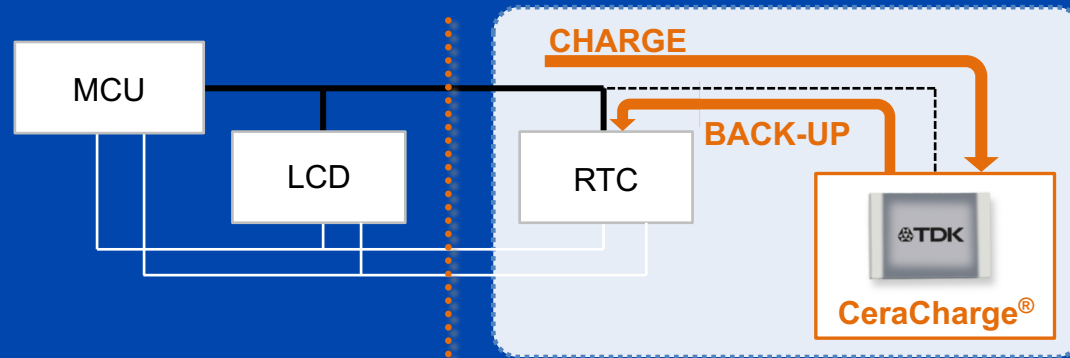 CHARGE
MCU
BACK-UP
LCD
RTC
TDK
CeraCharge®